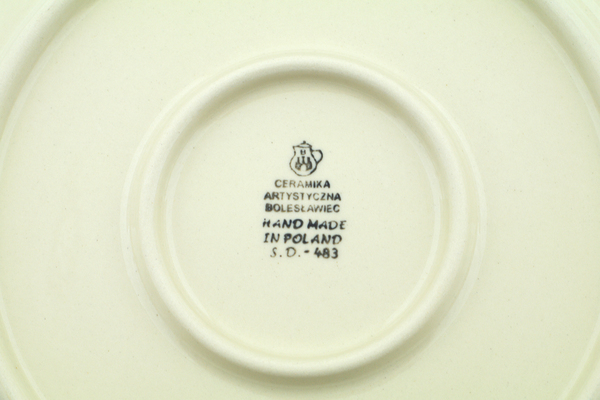 CERAMIKA
ARTYSTYCZNA
BOLESŁAWIEC
HAND MADE
IN POLAND
S.D.-483